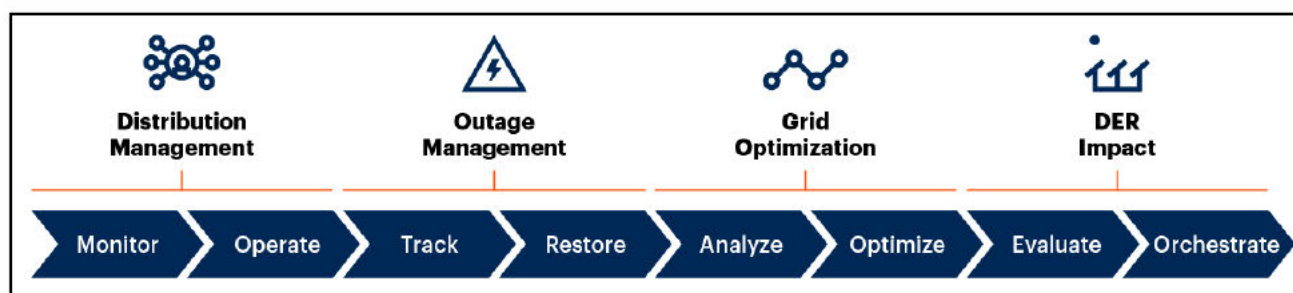 Distribution
Management
Outage
Management
Grid
Optimization
DER
Impact
Monitor
Operate
Track
Restore
Analyze
Optimize
Evaluate
Orchestrate